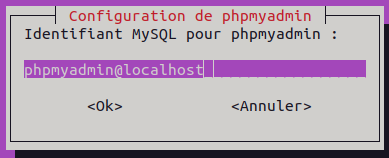 Configuration de phpmyadmin
Identifiant MySQL pour phpmyadmin :
phpmyadmin@localhost
<Ok> <Annuler>